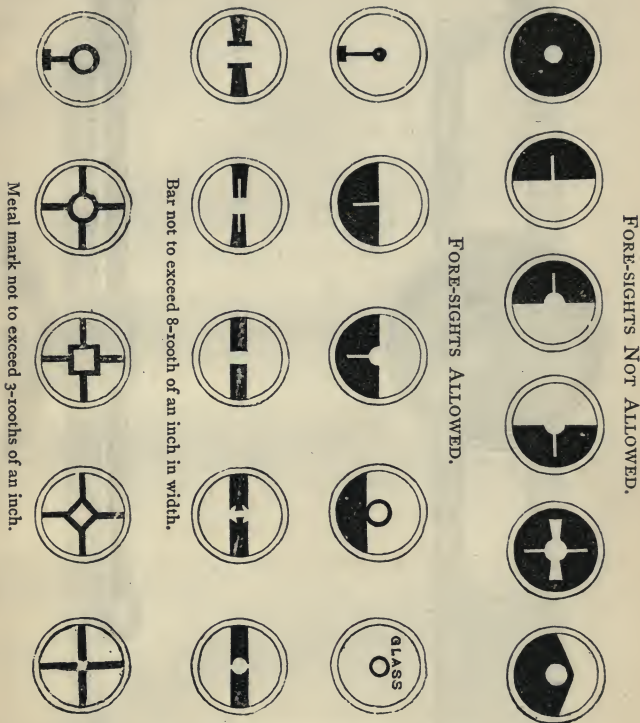 FORE-SIGHTS NOT ALLOWED.
FORE-SIGHTS ALLOWED.
GLASS
Bar not to exceed 8-100th of an inch in width.
Metal mark not to exceed 3-100ths of an inch.